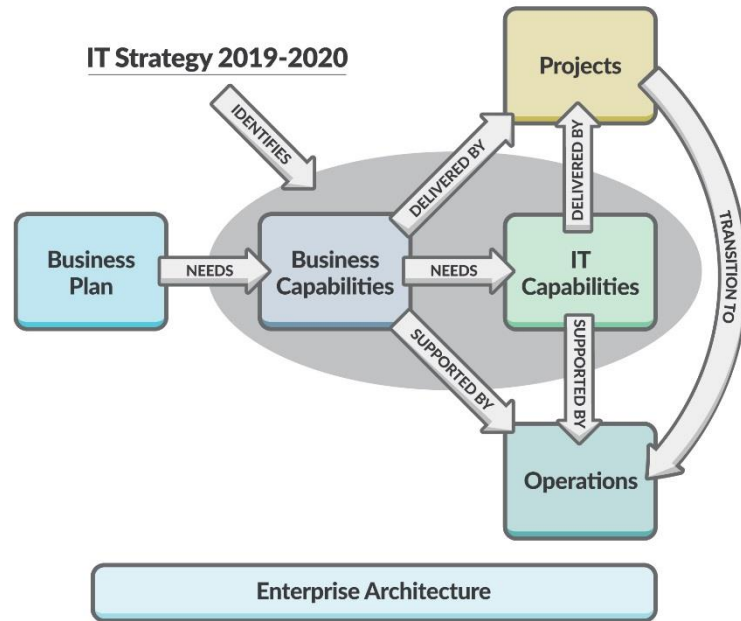 IT Strategy 2019-2020
Projects
IDENTIFIES
DELIVERED BY
DELIVERED BY
TRANSITION TO
Business
Plan
NEEDS
Business
Capabilities
NEEDS
IT
Capabilities
SUPPORTED BY
SUPPORTED BY
Operations
Enterprise Architecture